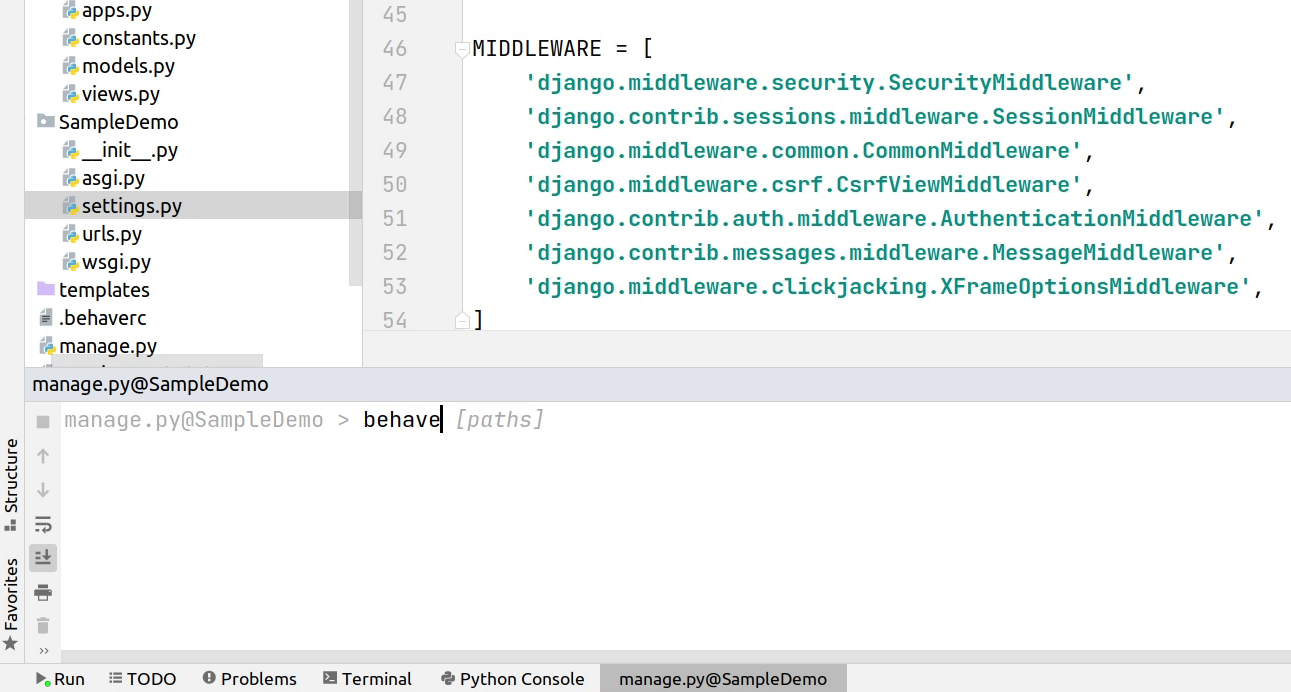 apps.py
constants.py
models.py
views.py
SampleDemo
__init__.py
asgi.py
settings.py
urls.py
wsgi.py
templates
.behaverc
manage.py
45
46 MIDDLEWARE = [
47 'django.middleware.security.SecurityMiddleware',
48 'django.contrib.sessions.middleware.SessionMiddleware',
49 'django.middleware.common.CommonMiddleware',
50 'django.middleware.csrf.CsrfViewMiddleware',
51 'django.contrib.auth.middleware.AuthenticationMiddleware',
52 'django.contrib.messages.middleware.MessageMiddleware',
53 'django.middleware.clickjacking.XFrameOptionsMiddleware',
54 ]
manage.py@SampleDemo
manage.py@SampleDemo > behave [paths]
Structure
Favorites
Run TODO Problems Terminal Python Console manage.py@SampleDemo